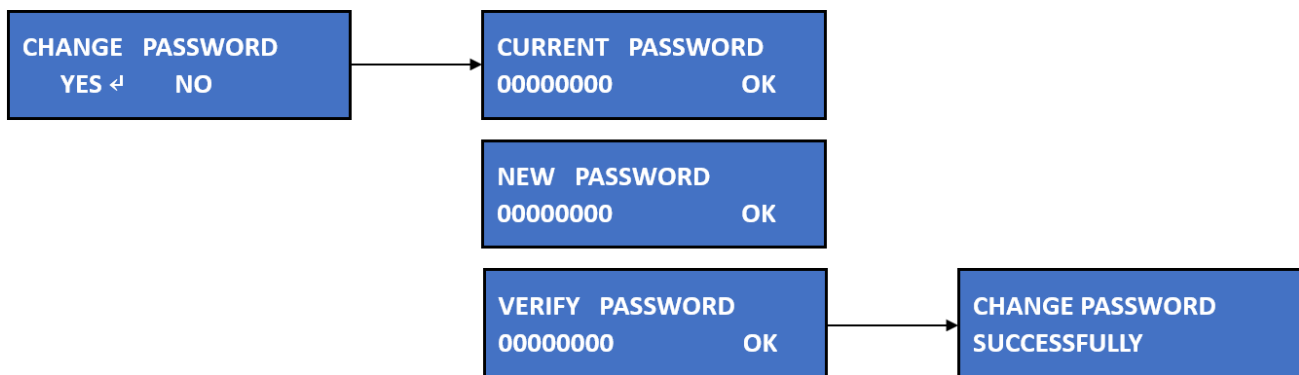 CHANGE PASSWORD
YES ↵ NO
CURRENT PASSWORD
00000000 OK
NEW PASSWORD
00000000 OK
VERIFY PASSWORD
00000000 OK
CHANGE PASSWORD
SUCCESSFULLY